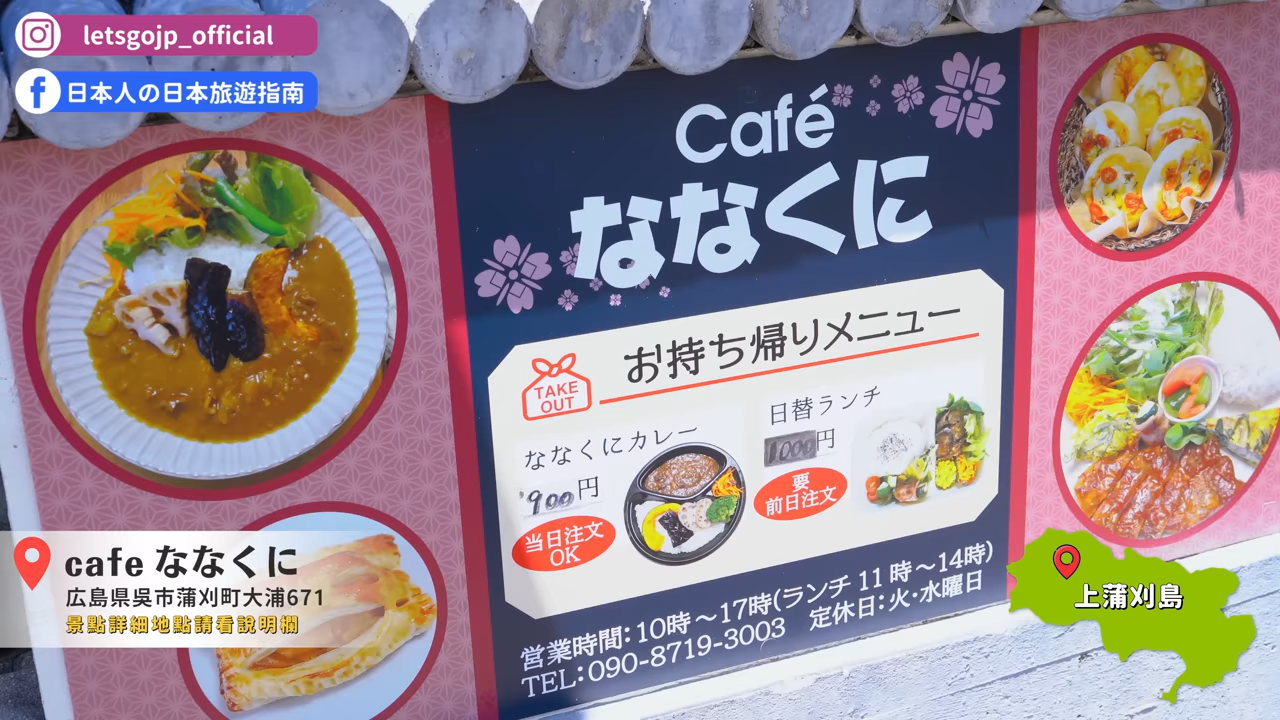 letsgojp_official
日本人の日本旅遊指南
Café
ななくに
お持ち帰りメニュー
TAKE
OUT
ななくにカレー
900円
当日注文
OK
日替ランチ
1000円
要
前日注文
営業時間：10時～17時(ランチ 11時～14時)
TEL：090-8719-3003 定休日：火・水曜日
cafe ななくに
広島県呉市蒲刈町大浦671
景點詳細地點請看說明欄
上蒲刈島